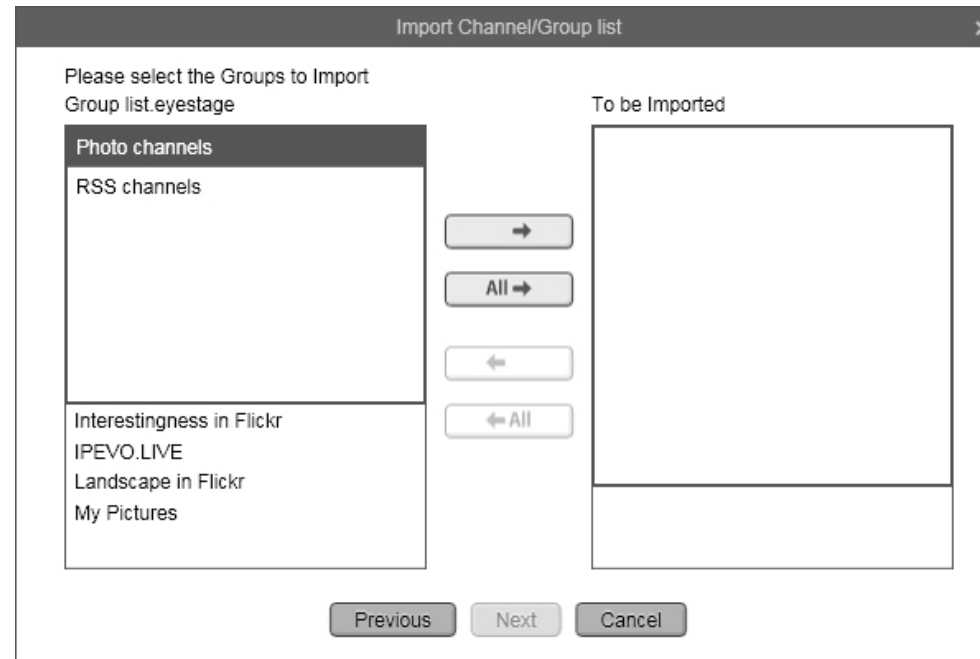 Import Channel/Group list
Please select the Groups to Import
Group list.eyestage
To be Imported
Photo channels
RSS channels
All
All
Interestingness in Flickr
IPEVO.LIVE
Landscape in Flickr
My Pictures
Previous
Next
Cancel